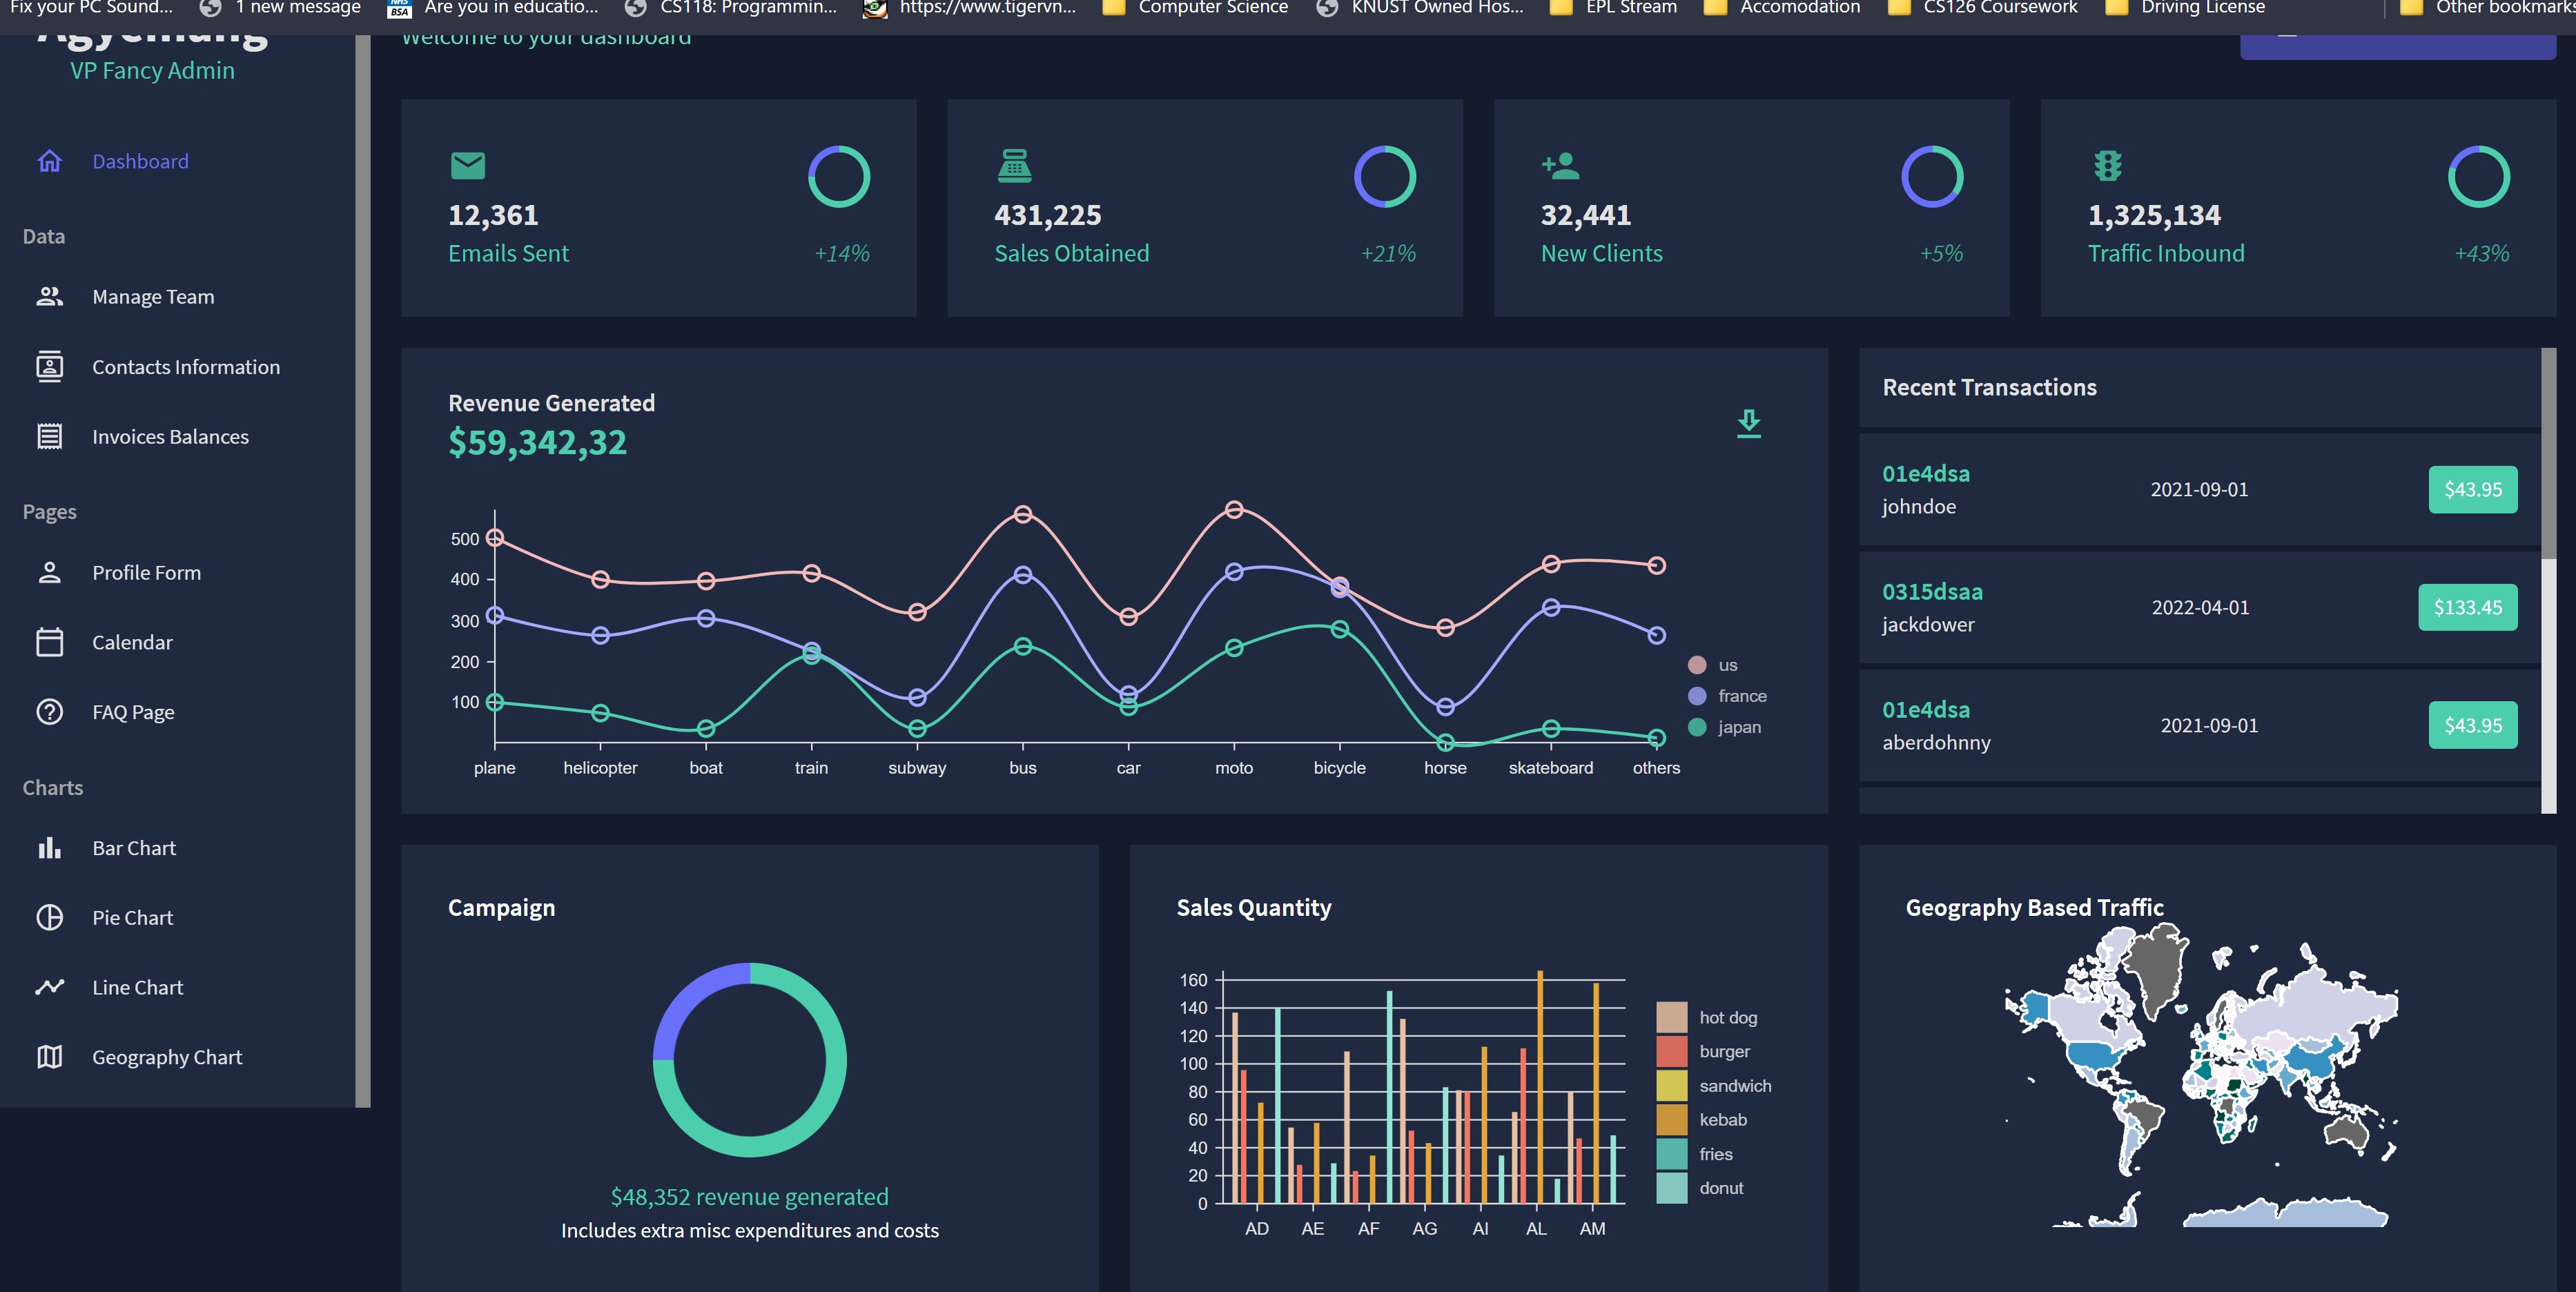 Fix your PC Sound...
1 new message
NHS BSA
Are you in educatio...
CS118: Programmin...
https://www.tigervn...
Computer Science
KNUST Owned Hos...
EPL Stream
Accomodation
CS126 Coursework
Driving License
Other bookmarks
Agyemang
VP Fancy Admin
Dashboard
Data
Manage Team
Contacts Information
Invoices Balances
Pages
Profile Form
Calendar
FAQ Page
Charts
Bar Chart
Pie Chart
Line Chart
Geography Chart
Welcome to your dashboard
12,361
Emails Sent
+14%
431,225
Sales Obtained
+21%
32,441
New Clients
+5%
1,325,134
Traffic Inbound
+43%
Revenue Generated
$59,342,32
500
400
300
200
100
plane helicopter boat train subway bus car moto bicycle horse skateboard others
us
france
japan
Recent Transactions
01e4dsa
johndoe
2021-09-01
$43.95
0315dsaa
jackdower
2022-04-01
$133.45
01e4dsa
aberdohnny
2021-09-01
$43.95
Campaign
$48,352 revenue generated
Includes extra misc expenditures and costs
Sales Quantity
160
140
120
100
80
60
40
20
0
AD AE AF AG AI AL AM
hot dog
burger
sandwich
kebab
fries
donut
Geography Based Traffic